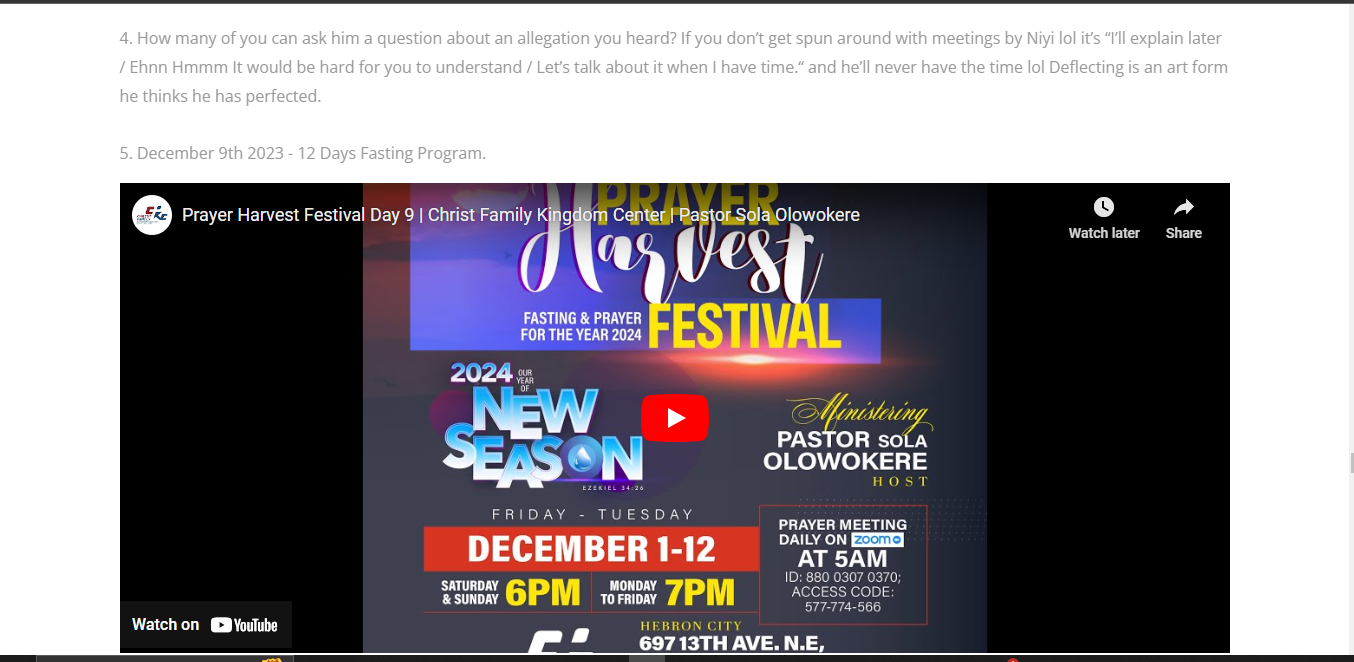 4. How many of you can ask him a question about an allegation you heard? If you don’t get spun around with meetings by Niyi lol it’s “I’ll explain later
/ Ehnn Hmmm It would be hard for you to understand / Let’s talk about it when I have time.“ and he’ll never have the time lol Deflecting is an art form
he thinks he has perfected.
5. December 9th 2023 - 12 Days Fasting Program.
Prayer Harvest Festival Day 9 | Christ Family Kingdom Center | Pastor Sola Olowokere
Watch later
Share
PRAYER
Harvest
FASTING & PRAYER
FOR THE YEAR 2024
FESTIVAL
2024 OUR YEAR OF
NEW
SEASON
EZEKIEL 34:26
Ministering
PASTOR SOLA
OLOWOKERE
HOST
FRIDAY - TUESDAY
DECEMBER 1-12
SATURDAY
& SUNDAY 6PM
MONDAY
TO FRIDAY 7PM
PRAYER MEETING
DAILY ON zoom
AT 5AM
ID: 880 0307 0370;
ACCESS CODE:
577-774-566
Watch on YouTube
HEBRON CITY
697 13TH AVE. N.E,